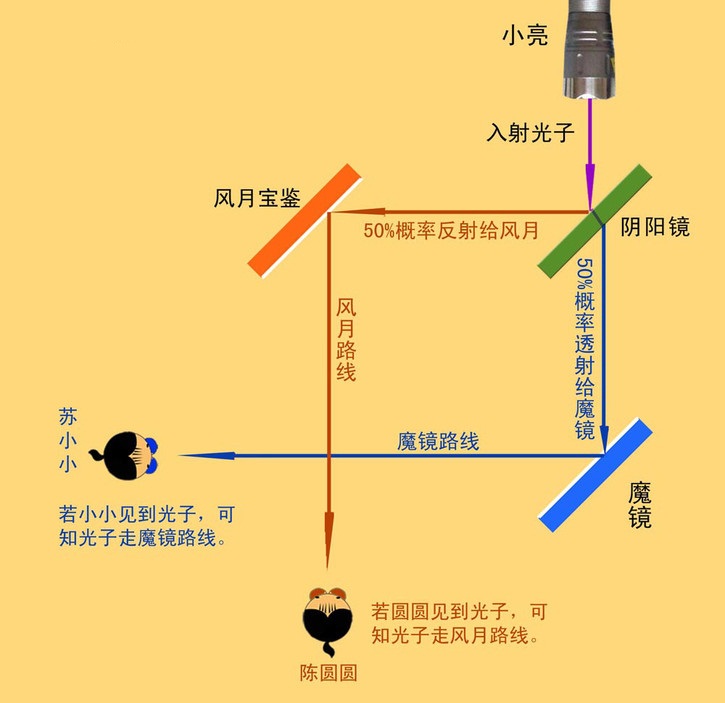 小亮
入射光子
风月宝鉴
50%概率反射给风月
阴阳镜
50%概率透射给魔镜
风月路线
苏小小
魔镜路线
魔镜
若小小见到光子，可
知光子走魔镜路线。
若圆圆见到光子，可
知光子走风月路线。
陈圆圆